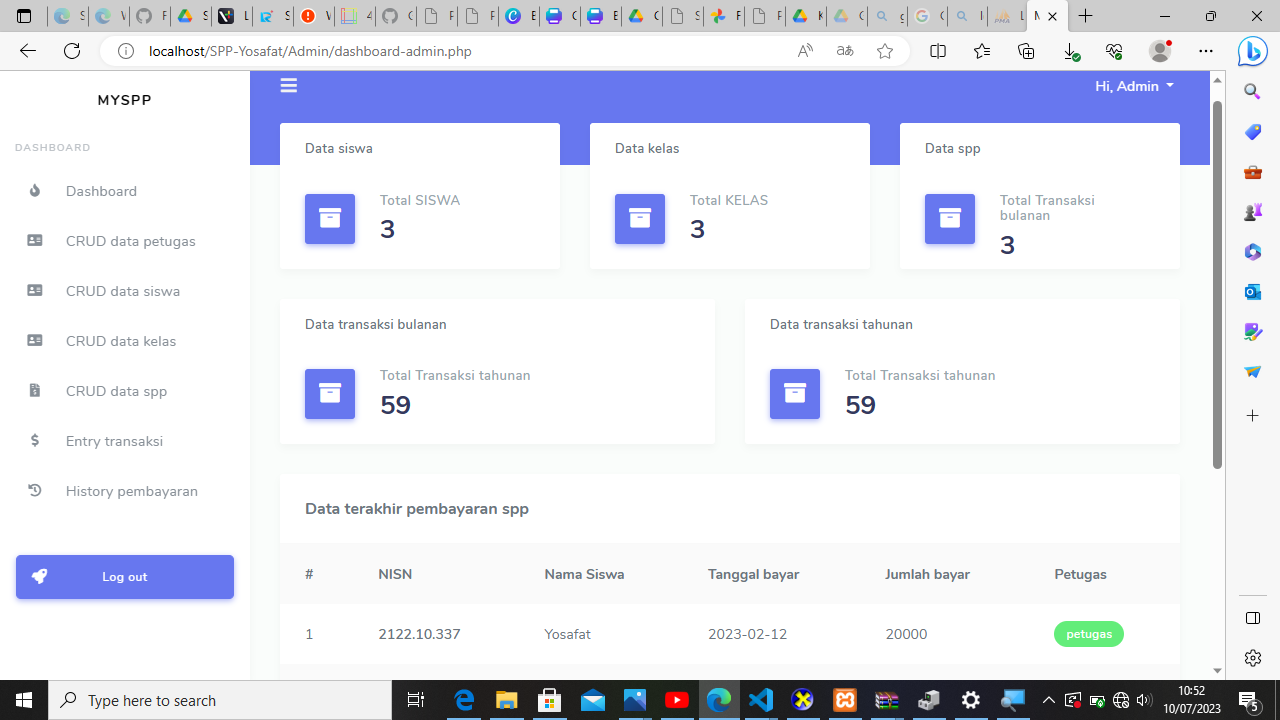 localhost/SPP-Yosafat/Admin/dashboard-admin.php
MYSPP
Hi, Admin
DASHBOARD
Dashboard
CRUD data petugas
CRUD data siswa
CRUD data kelas
CRUD data spp
Entry transaksi
History pembayaran
Log out
Data siswa
Total SISWA
3
Data kelas
Total KELAS
3
Data spp
Total Transaksi
bulanan
3
Data transaksi bulanan
Total Transaksi tahunan
59
Data transaksi tahunan
Total Transaksi tahunan
59
Data terakhir pembayaran spp
# NISN Nama Siswa Tanggal bayar Jumlah bayar Petugas
1 2122.10.337 Yosafat 2023-02-12 20000 petugas
Type here to search
10:52
10/07/2023
5